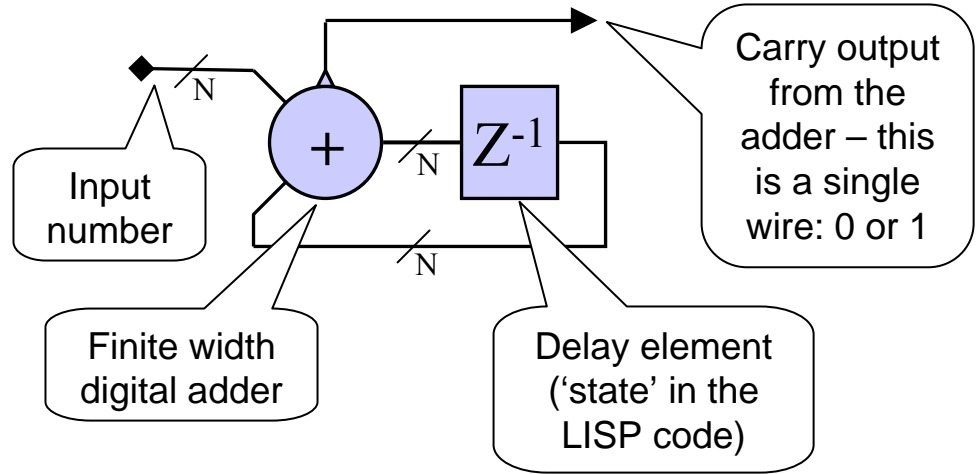 Carry output
from the
adder – this
is a single
wire: 0 or 1
N
+
N
Z⁻¹
Input
number
N
Finite width
digital adder
Delay element
(‘state’ in the
LISP code)